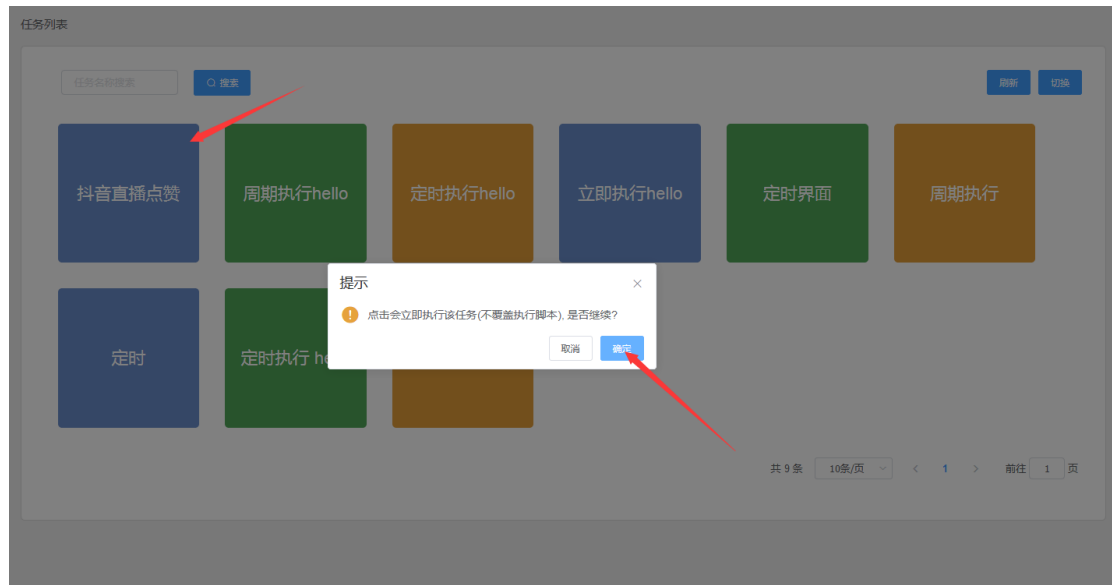 任务列表
任务名称搜索
搜索
刷新
切换
抖音直播点赞
周期执行hello
定时执行hello
立即执行hello
定时界面
周期执行
提示
点击会立即执行该任务(不覆盖执行脚本), 是否继续?
取消
确定
定时
定时执行 he
共 9 条
10条/页
1
前往 1 页